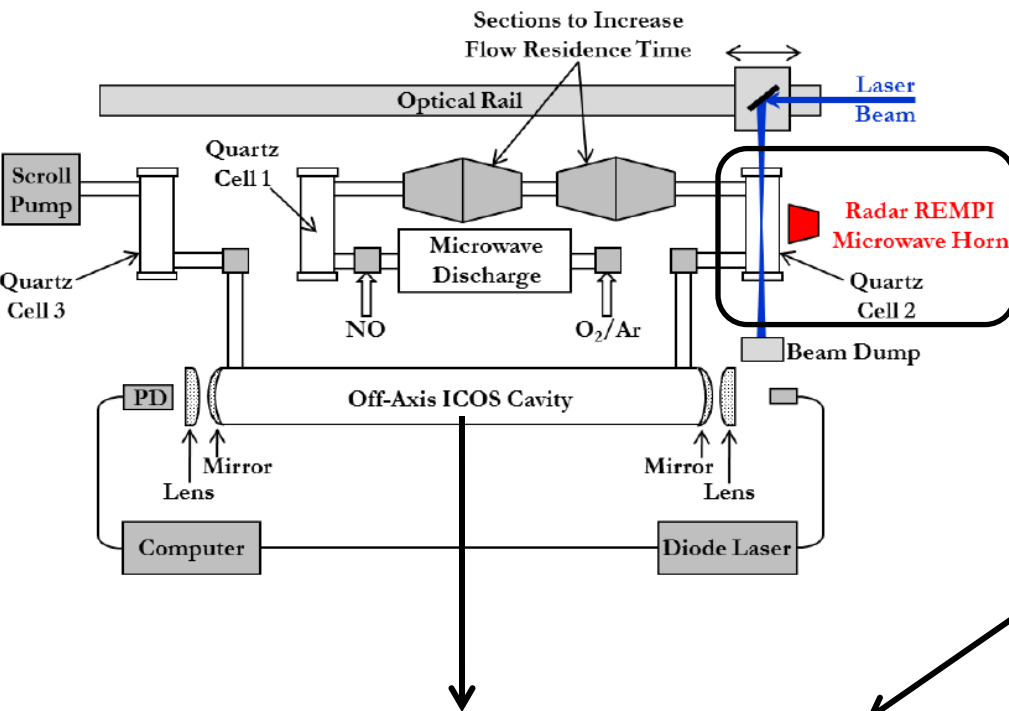 Sections to Increase
Flow Residence Time
Optical Rail
Laser
Beam
Quartz
Cell 1
Scroll
Pump
Radar REMPI
Microwave Horn
Microwave
Discharge
Quartz
Cell 3
Quartz
Cell 2
NO
O₂/Ar
Beam Dump
PD
Off-Axis ICOS Cavity
Mirror
Lens
Mirror
Lens
Computer
Diode Laser